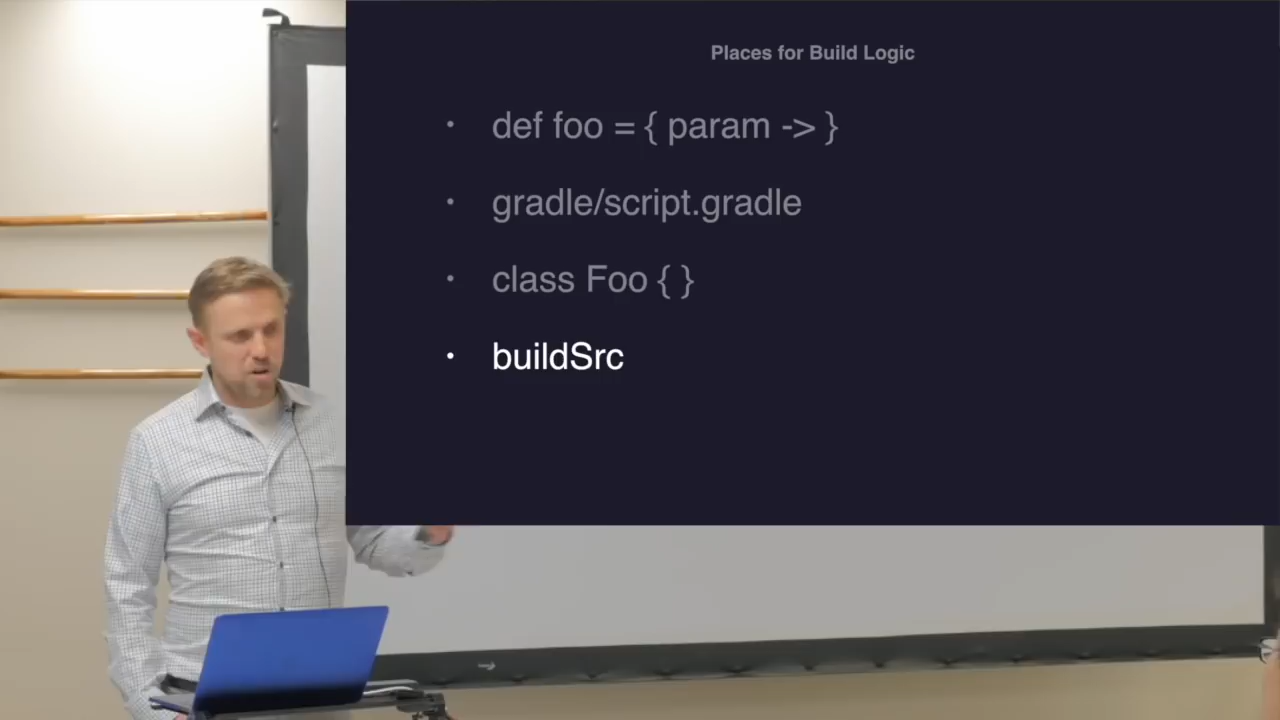 Places for Build Logic
• def foo = { param -> }
• gradle/script.gradle
• class Foo { }
• buildSrc